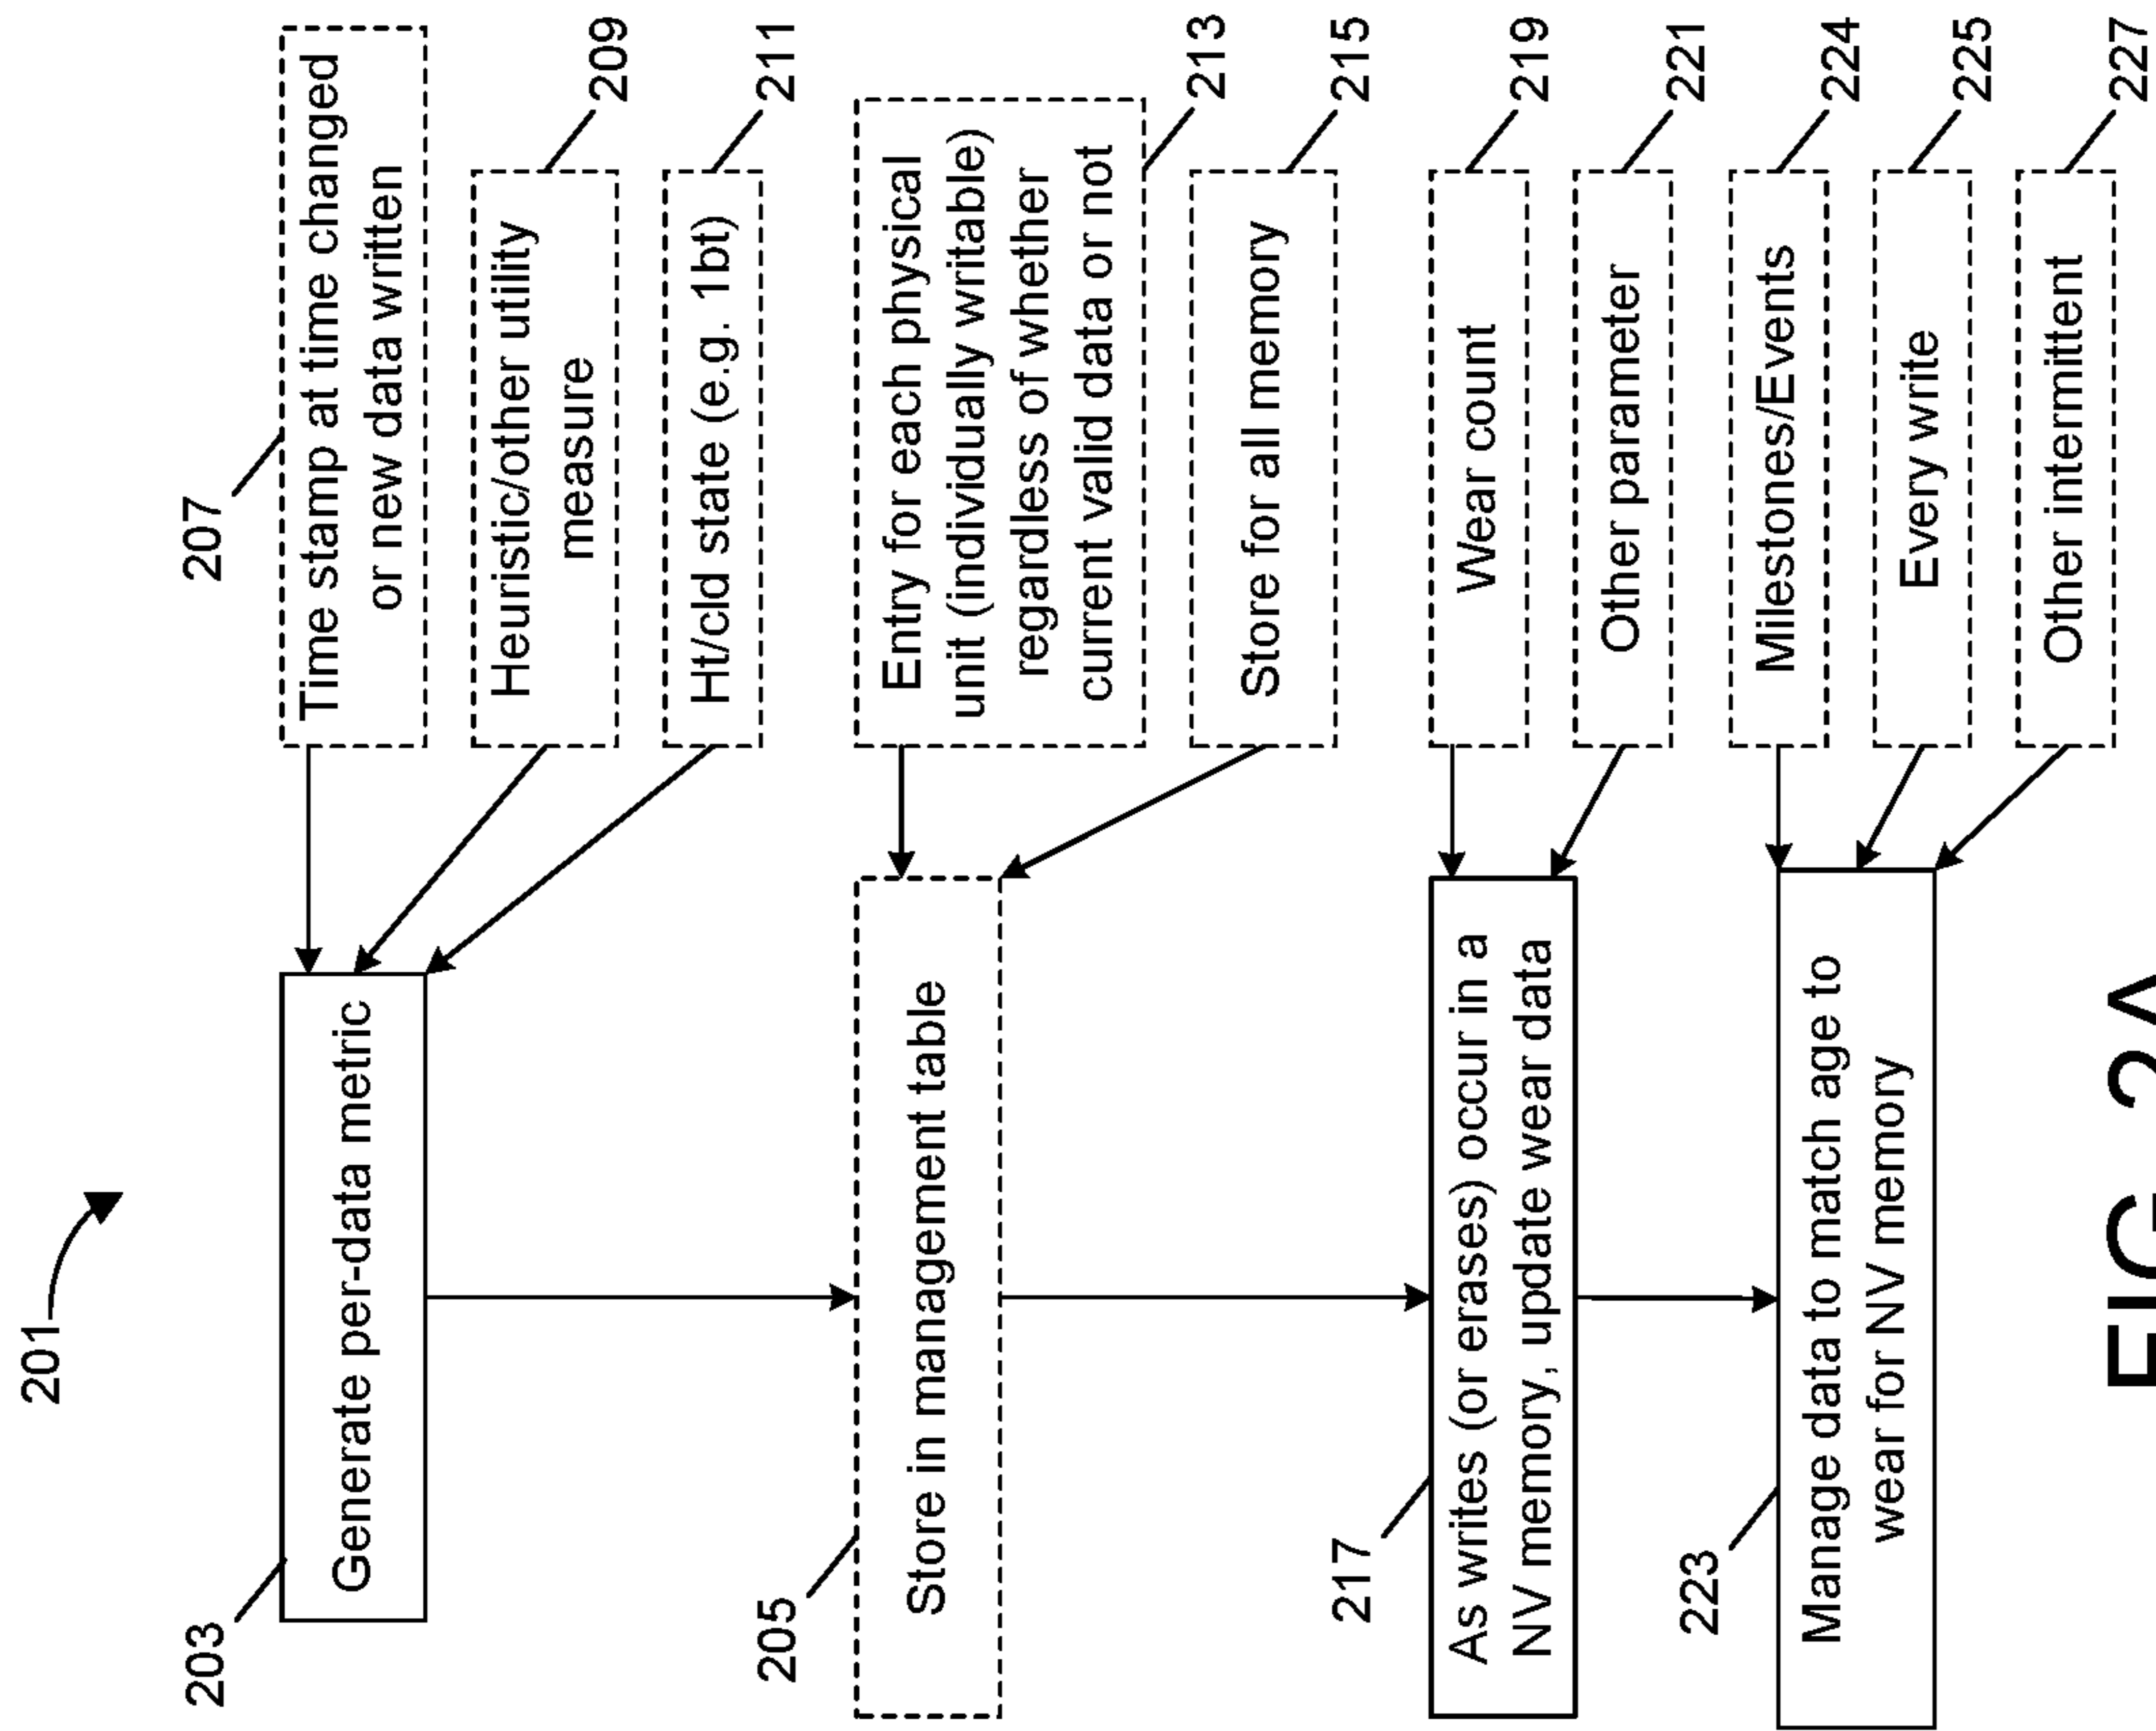 201
203
Generate per-data metric
207
Time stamp at time changed
or new data written
Heuristic/other utility
measure
209
Ht/cld state (e.g. 1bt)
211
205
Store in management table
Entry for each physical
unit (individually writable)
regardless of whether
current valid data or not
213
Store for all memory
215
217
As writes (or erases) occur in a
NV memory, update wear data
Wear count
219
Other parameter
221
223
Manage data to match age to
wear for NV memory
Milestones/Events
224
Every write
225
Other intermittent
227
FIG. 2A